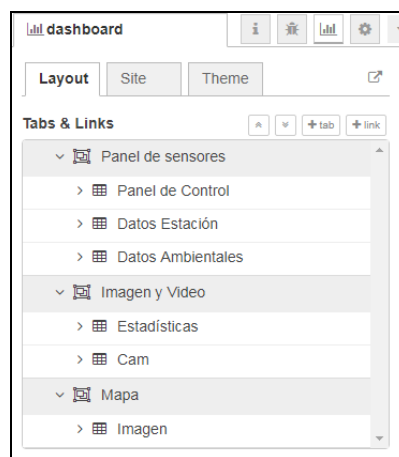 dashboard
Layout Site Theme
Tabs & Links
+ tab + link
Panel de sensores
Panel de Control
Datos Estación
Datos Ambientales
Imagen y Video
Estadísticas
Cam
Mapa
Imagen